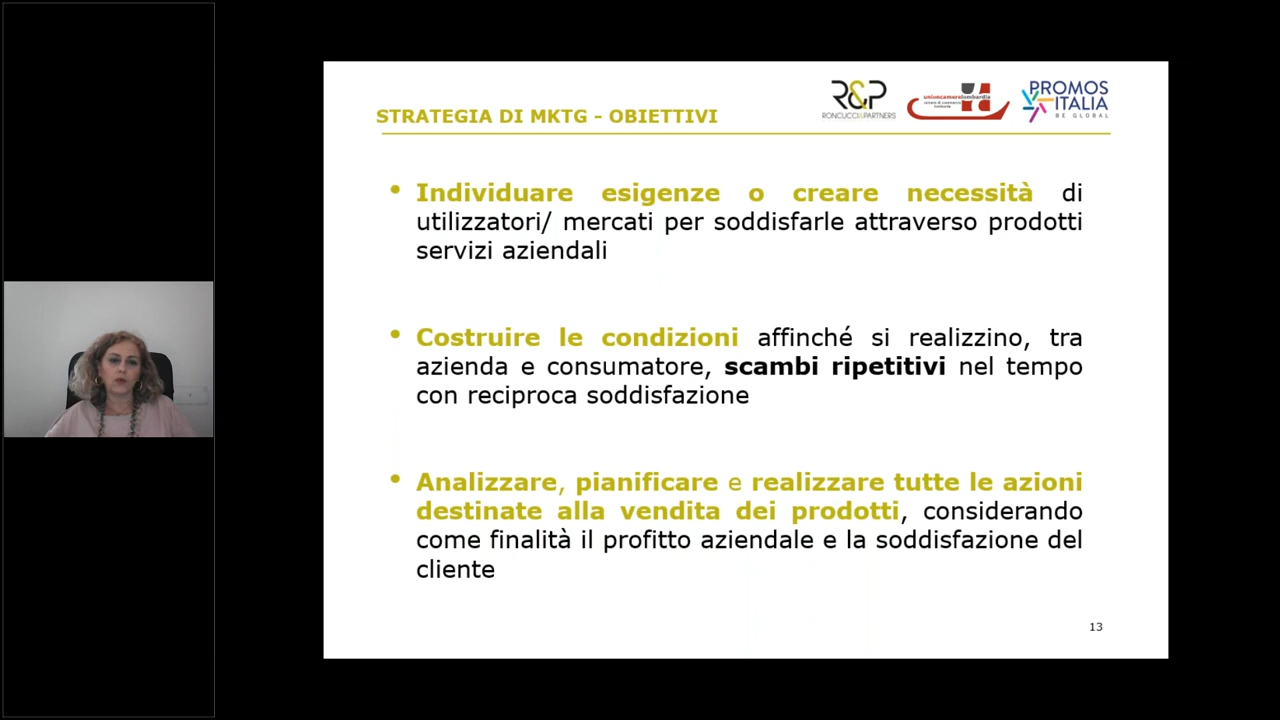 STRATEGIA DI MKTG – OBIETTIVI
R&P
RONCUCCI&PARTNERS
unioncamerelombardia
PROMOS
ITALIA
BE GLOBAL
• Individuare esigenze o creare necessità di
utilizzatori/ mercati per soddisfarle attraverso prodotti
servizi aziendali
• Costruire le condizioni affinché si realizzino, tra
azienda e consumatore, scambi ripetitivi nel tempo
con reciproca soddisfazione
• Analizzare, pianificare e realizzare tutte le azioni
destinate alla vendita dei prodotti, considerando
come finalità il profitto aziendale e la soddisfazione del
cliente
13